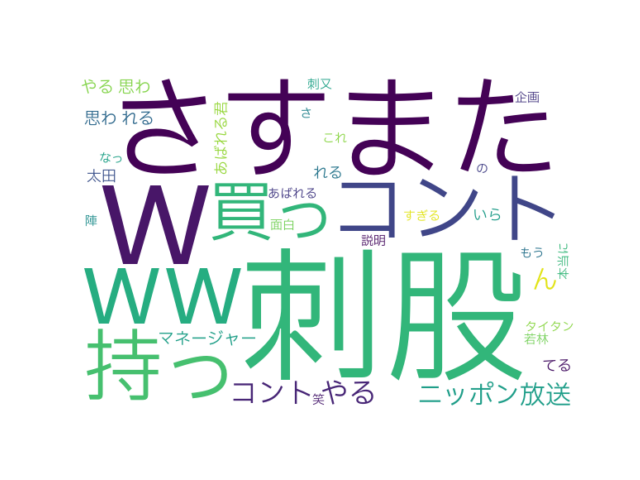 やる 思わ
さすまた
刺又
企画
思わ れる
あばれる君
さ
これ
なっ
太田
れる
の
W
買っ
あばれる
コント
陣
面白
すぎる
いら
説明
WW
刺股
もう
本当に
ん
持っ
マネージャー
タイタン
若林
てる
コント やる
笑
ニッポン放送